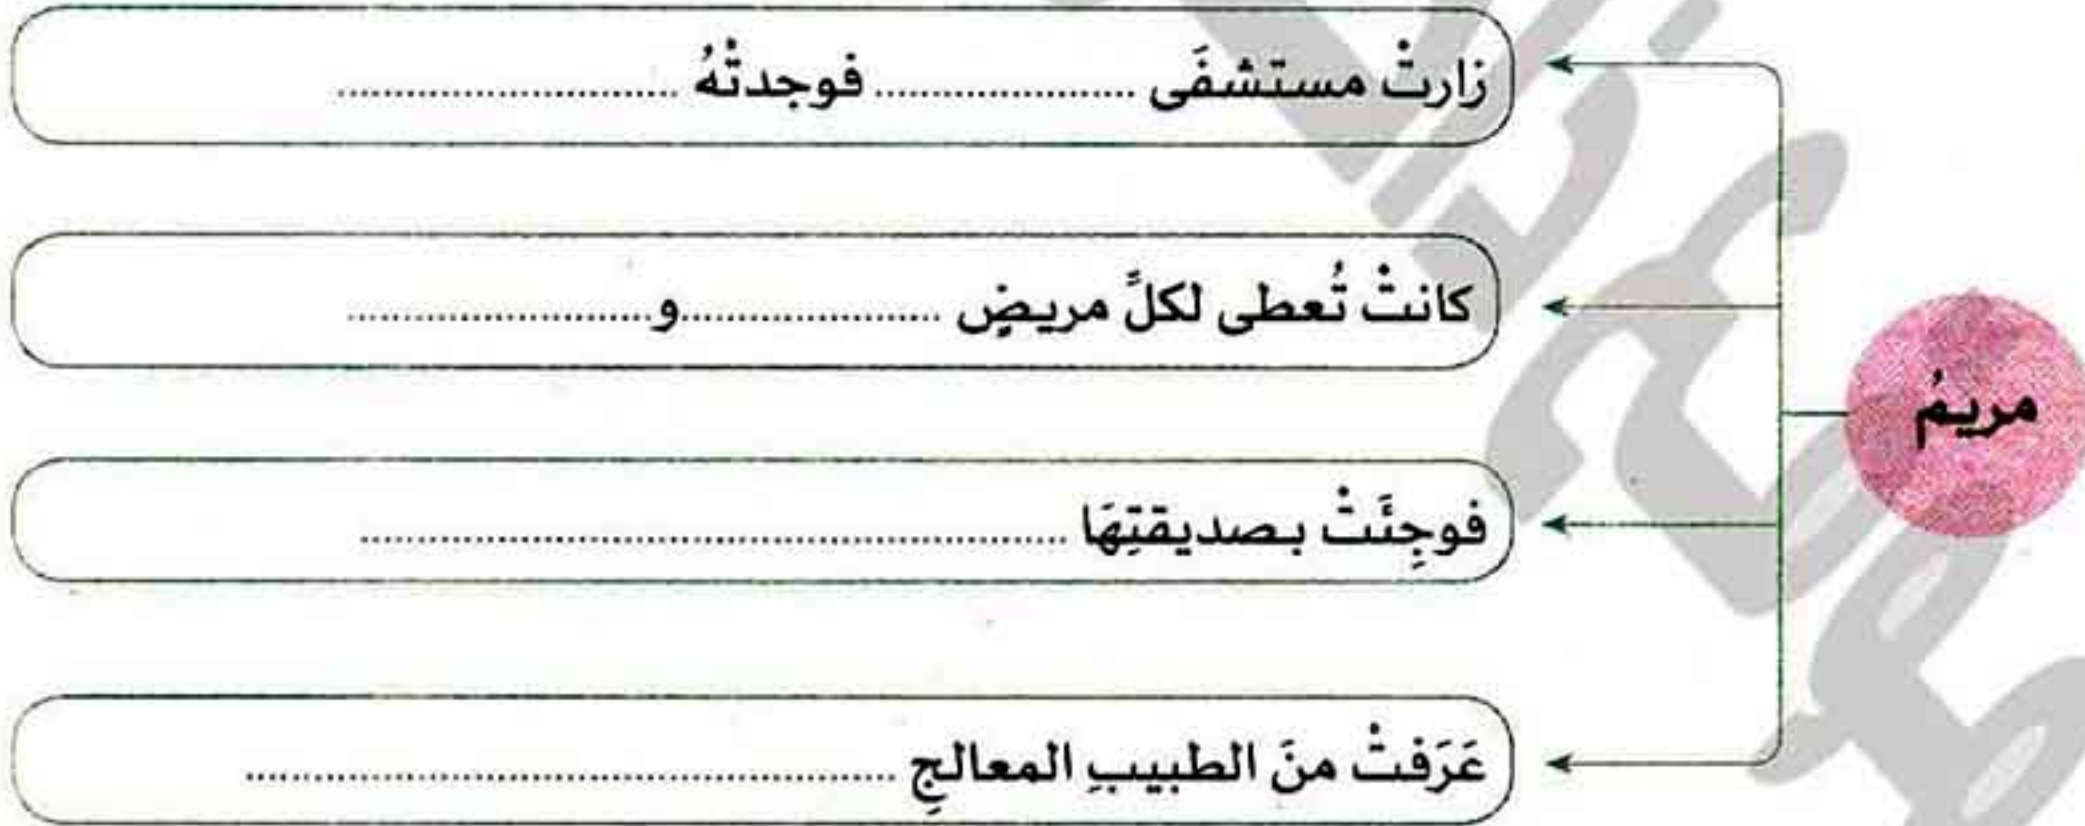 زارتْ مستشفَى ..................... فوجدتْهُ ...........................
كانتْ تُعطى لكلِّ مريضٍ .....................و........................
مريمُ
فوجِئَتْ بصديقتِهَا .........................................................
عَرَفتْ منَ الطبيبِ المعالجِ .....................................................